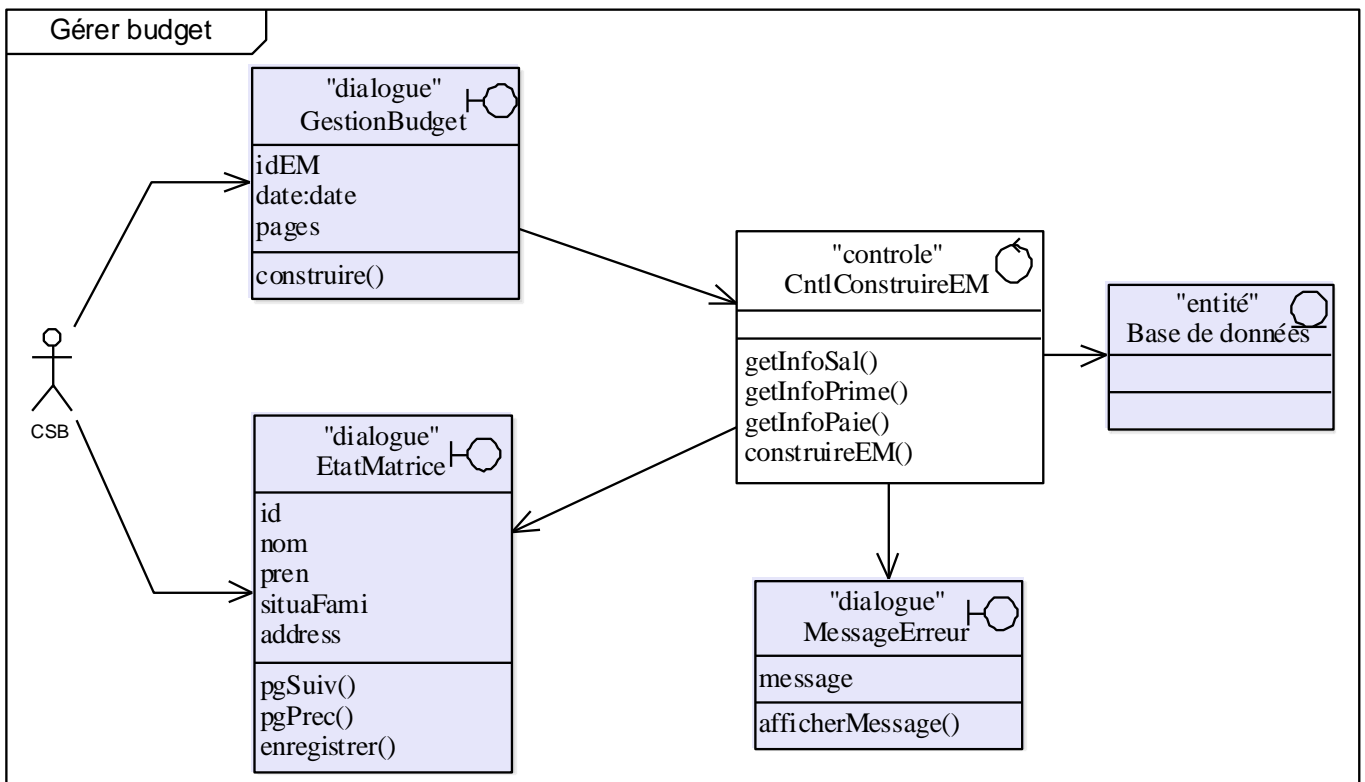 Gérer budget
"dialogue"
GestionBudget
idEM
date:date
pages
construire()
CSB
"dialogue"
EtatMatrice
id
nom
pren
situaFami
address
pgSuiv()
pgPrec()
enregistrer()
"controle"
CntlConstruireEM
getInfoSal()
getInfoPrime()
getInfoPaie()
construireEM()
"entité"
Base de données
"dialogue"
MessageErreur
message
afficherMessage()